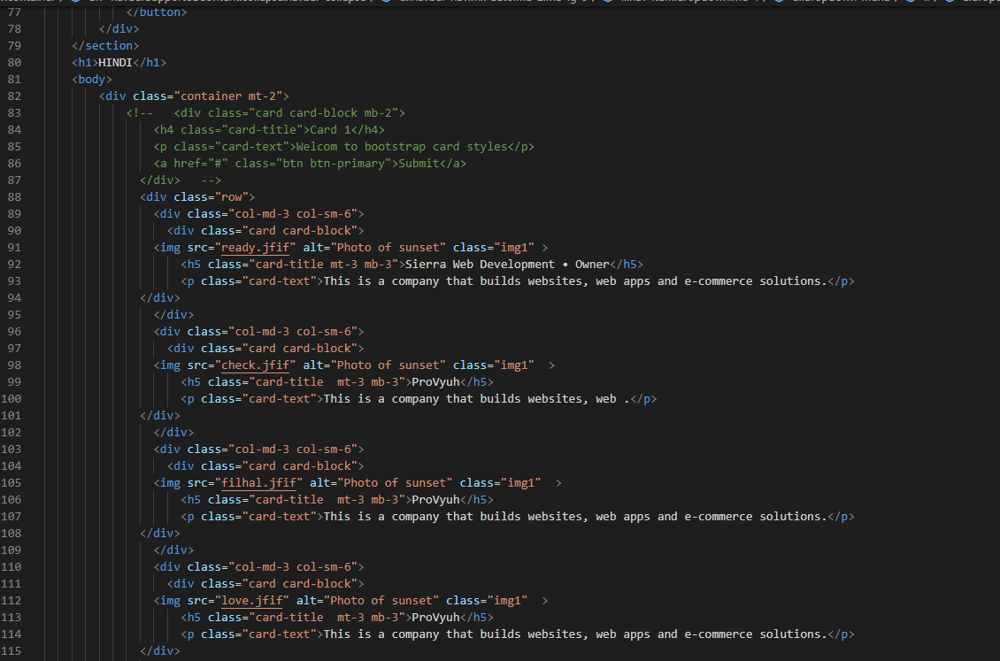 77 </button>
78 </div>
79 </section>
80 <h1>HINDI</h1>
81 <body>
82 <div class="container mt-2">
83 <!--   <div class="card card-block mb-2">
84 <h4 class="card-title">Card 1</h4>
85 <p class="card-text">Welcom to bootstrap card styles</p>
86 <a href="#" class="btn btn-primary">Submit</a>
87 </div>   -->
88 <div class="row">
89 <div class="col-md-3 col-sm-6">
90 <div class="card card-block">
91 <img src="ready.jfif" alt="Photo of sunset" class="img1" >
92 <h5 class="card-title mt-3 mb-3">Sierra Web Development • Owner</h5>
93 <p class="card-text">This is a company that builds websites, web apps and e-commerce solutions.</p>
94 </div>
95 </div>
96 <div class="col-md-3 col-sm-6">
97 <div class="card card-block">
98 <img src="check.jfif" alt="Photo of sunset" class="img1"  >
99 <h5 class="card-title  mt-3 mb-3">ProVyuh</h5>
100 <p class="card-text">This is a company that builds websites, web .</p>
101 </div>
102 </div>
103 <div class="col-md-3 col-sm-6">
104 <div class="card card-block">
105 <img src="filhal.jfif" alt="Photo of sunset" class="img1"  >
106 <h5 class="card-title  mt-3 mb-3">ProVyuh</h5>
107 <p class="card-text">This is a company that builds websites, web apps and e-commerce solutions.</p>
108 </div>
109 </div>
110 <div class="col-md-3 col-sm-6">
111 <div class="card card-block">
112 <img src="love.jfif" alt="Photo of sunset" class="img1"  >
113 <h5 class="card-title  mt-3 mb-3">ProVyuh</h5>
114 <p class="card-text">This is a company that builds websites, web apps and e-commerce solutions.</p>
115 </div>